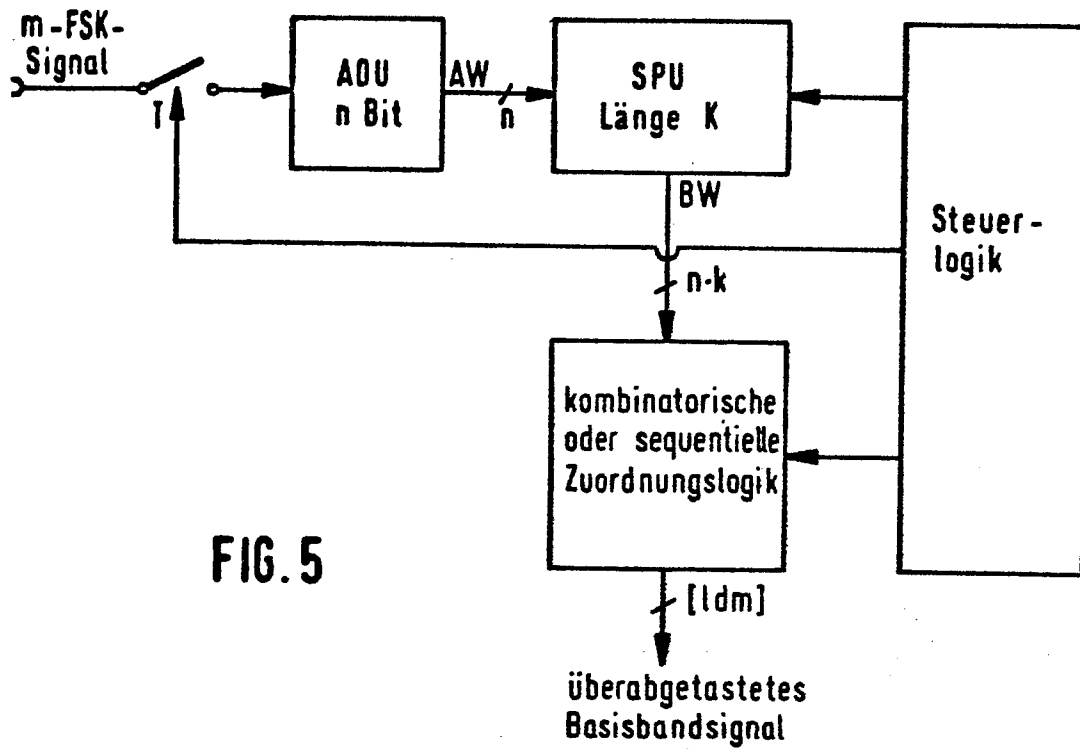 m-FSK-
Signal
T
ADU
n Bit
AW
n
SPU
Länge K
BW
n·k
Steuer-
logik
kombinatorische
oder sequentielle
Zuordnungslogik
FIG. 5
[ldm]
überabgetastetes
Basisbandsignal